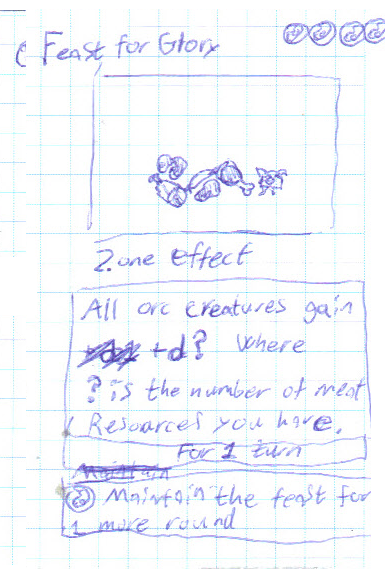 Feast for Glory
Zone effect
All orc creatures gain
+d? Where
? is the number of meat
Resources you have.
For 1 turn
Maintain
Maintain the feast for
1 more round